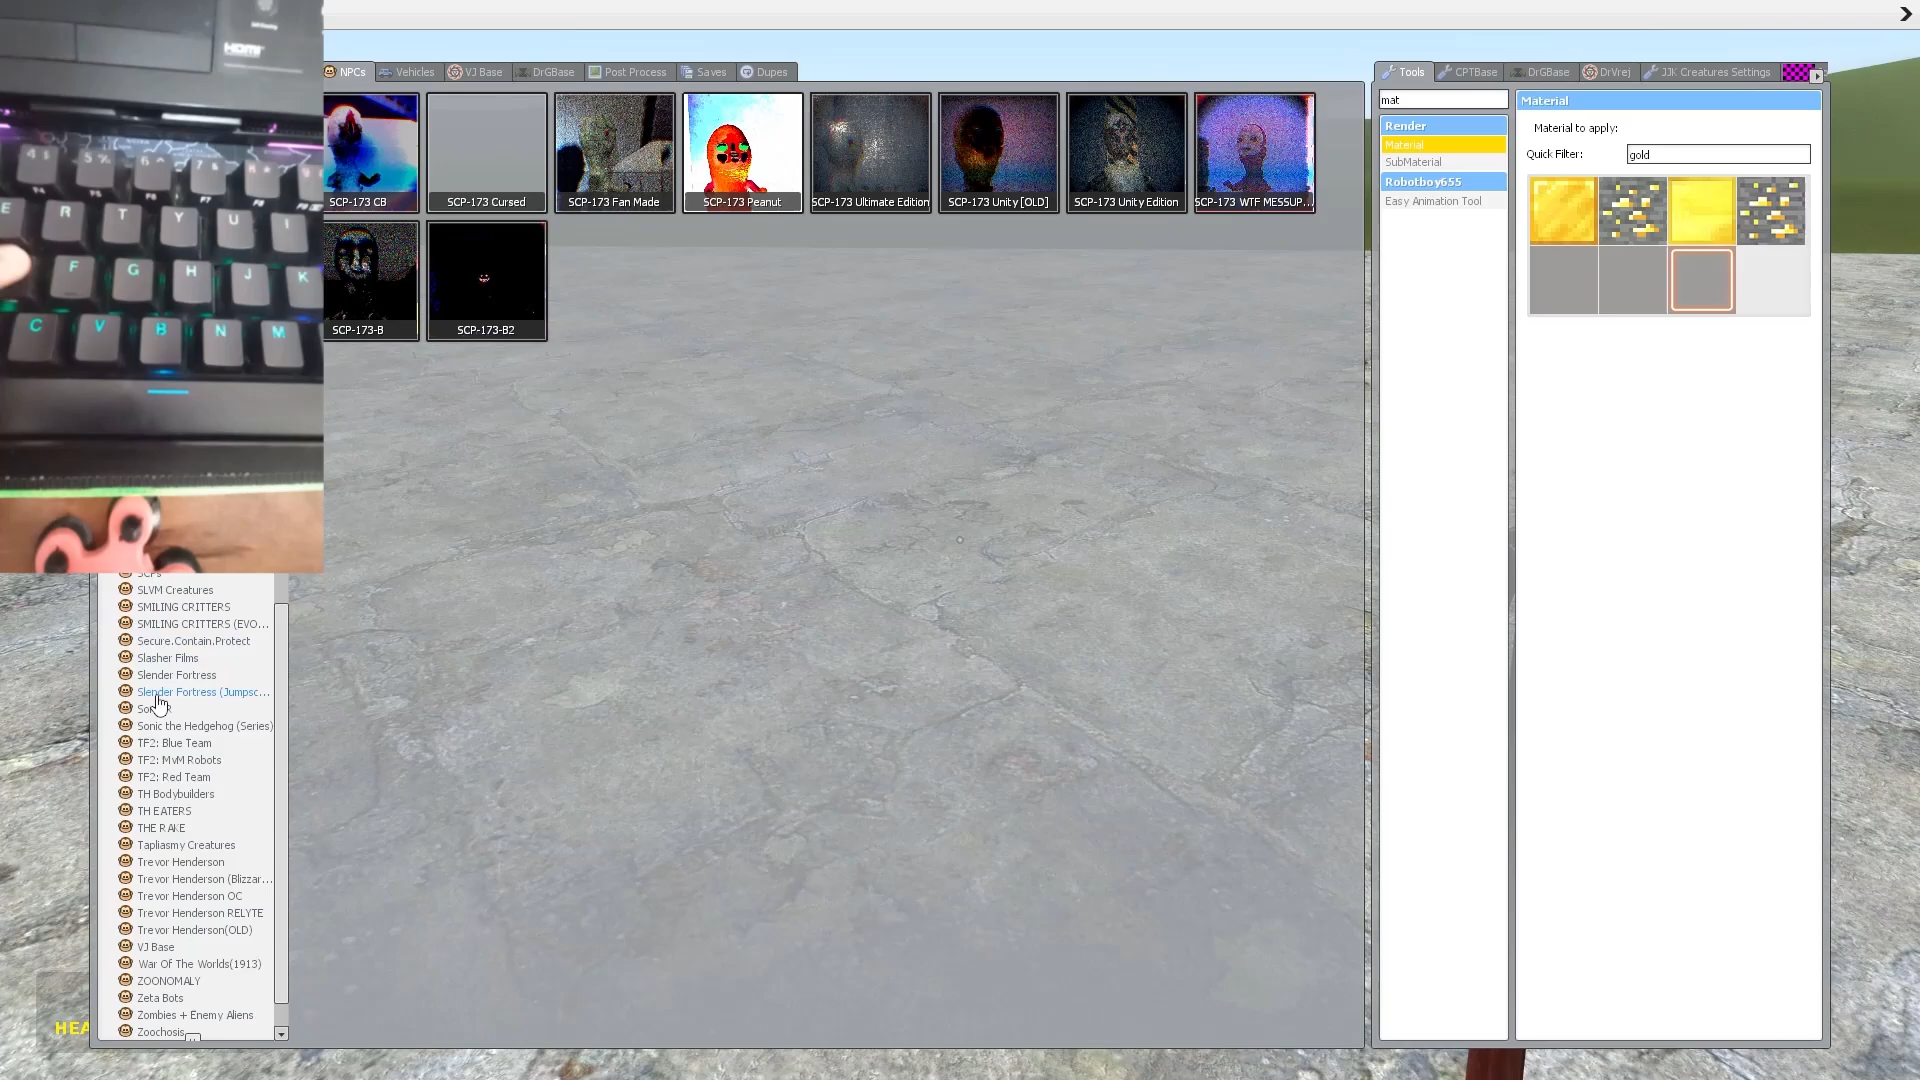 HDMI
E
R
T
Y
U
I
F
G
H
J
K
C
V
B
N
M
NPCs
Vehicles
VJ Base
DrGBase
Post Process
Saves
Dupes
SCP-173 CB
SCP-173 Cursed
SCP-173 Fan Made
SCP-173 Peanut
SCP-173 Ultimate Edition
SCP-173 Unity [OLD]
SCP-173 Unity Edition
SCP-173 WTF MESSUP...
SCP-173-B
SCP-173-B2
SCPs
SLVM Creatures
SMILING CRITTERS
SMILING CRITTERS (EVO...
Secure.Contain.Protect
Slasher Films
Slender Fortress
Slender Fortress (Jumpsc...
Sonic the Hedgehog (Series)
TF2: Blue Team
TF2: MvM Robots
TF2: Red Team
TH Bodybuilders
TH EATERS
THE RAKE
Tapliasmy Creatures
Trevor Henderson
Trevor Henderson (Blizzar...
Trevor Henderson OC
Trevor Henderson RELYTE
Trevor Henderson(OLD)
VJ Base
War Of The Worlds(1913)
ZOONOMALY
Zeta Bots
Zombies + Enemy Aliens
Zoochosis
HEA
Tools
CPTBase
DrGBase
DrVrej
JJK Creatures Settings
mat
Render
Material
SubMaterial
Robotboy655
Easy Animation Tool
Material
Material to apply:
Quick Filter:
gold